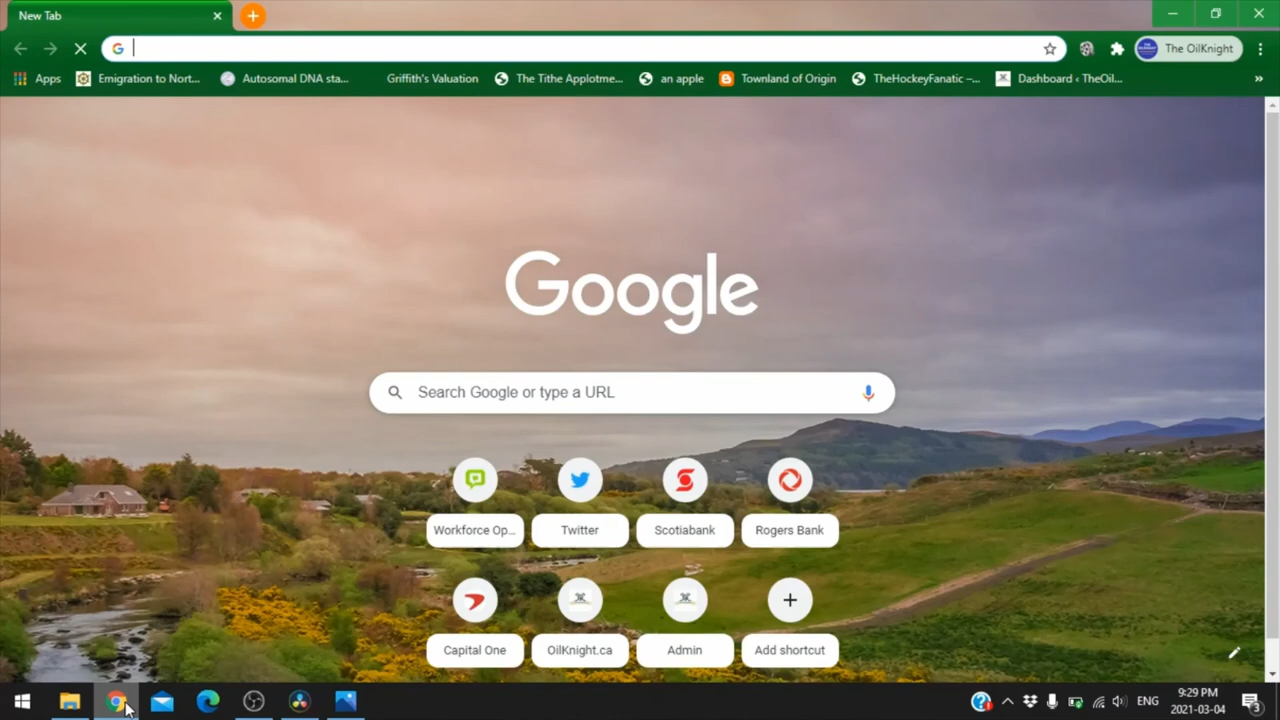 New Tab
The OilKnight
Apps Emigration to Nort... Autosomal DNA sta... Griffith's Valuation The Tithe Applotme... an apple Townland of Origin TheHockeyFanatic –... Dashboard ‹ TheOil... »
Google
Search Google or type a URL
Workforce Op... Twitter Scotiabank Rogers Bank
Capital One OilKnight.ca Admin Add shortcut
ENG 9:29 PM
2021-03-04 3